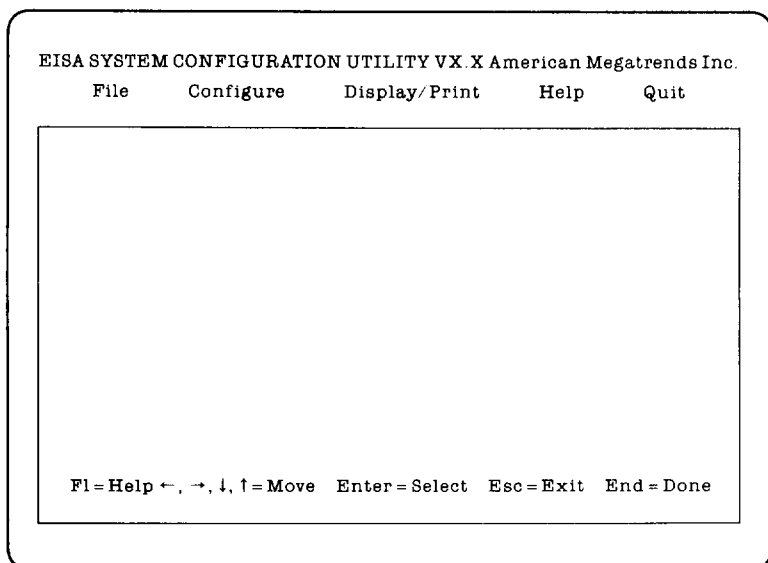 EISA SYSTEM CONFIGURATION UTILITY VX.X American Megatrends Inc.
File Configure Display/Print Help Quit
F1=Help ←, →, ↓, ↑=Move Enter=Select Esc=Exit End=Done